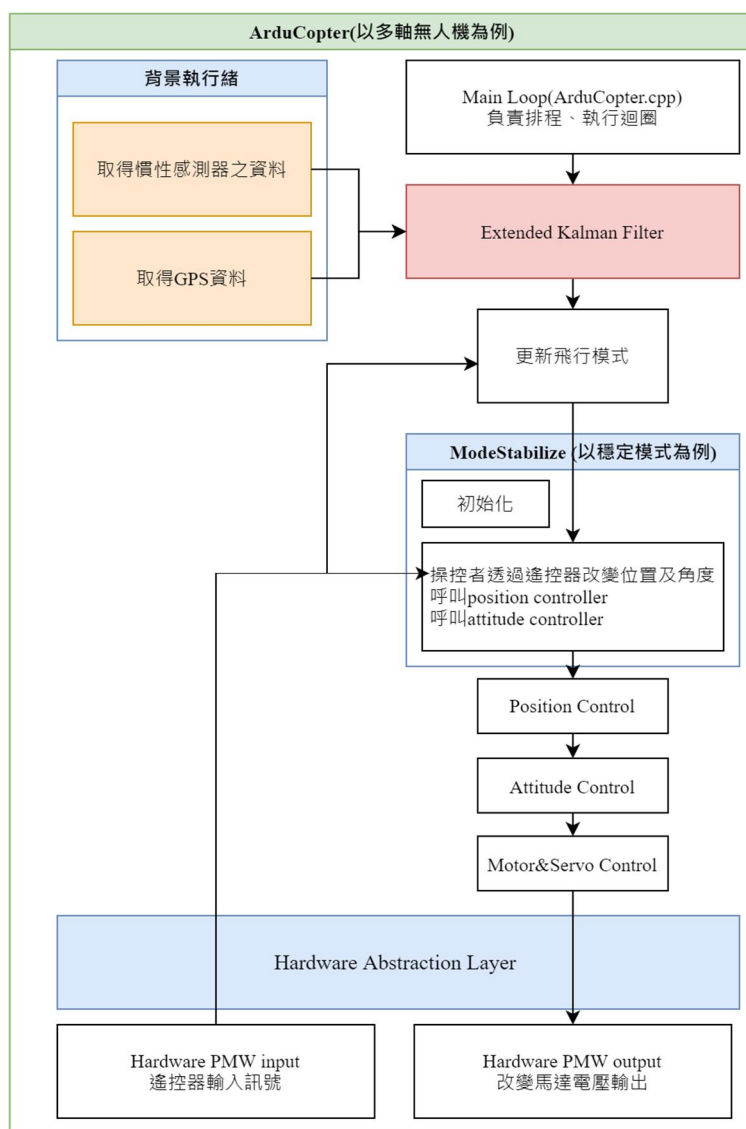 ArduCopter(以多軸無人機為例)
背景執行緒
取得慣性感測器之資料
取得GPS資料
Main Loop(ArduCopter.cpp)
負責排程、執行迴圈
Extended Kalman Filter
更新飛行模式
ModeStabilize (以穩定模式為例)
初始化
操控者透過遙控器改變位置及角度
呼叫position controller
呼叫attitude controller
Position Control
Attitude Control
Motor&Servo Control
Hardware Abstraction Layer
Hardware PMW input
遙控器輸入訊號
Hardware PMW output
改變馬達電壓輸出